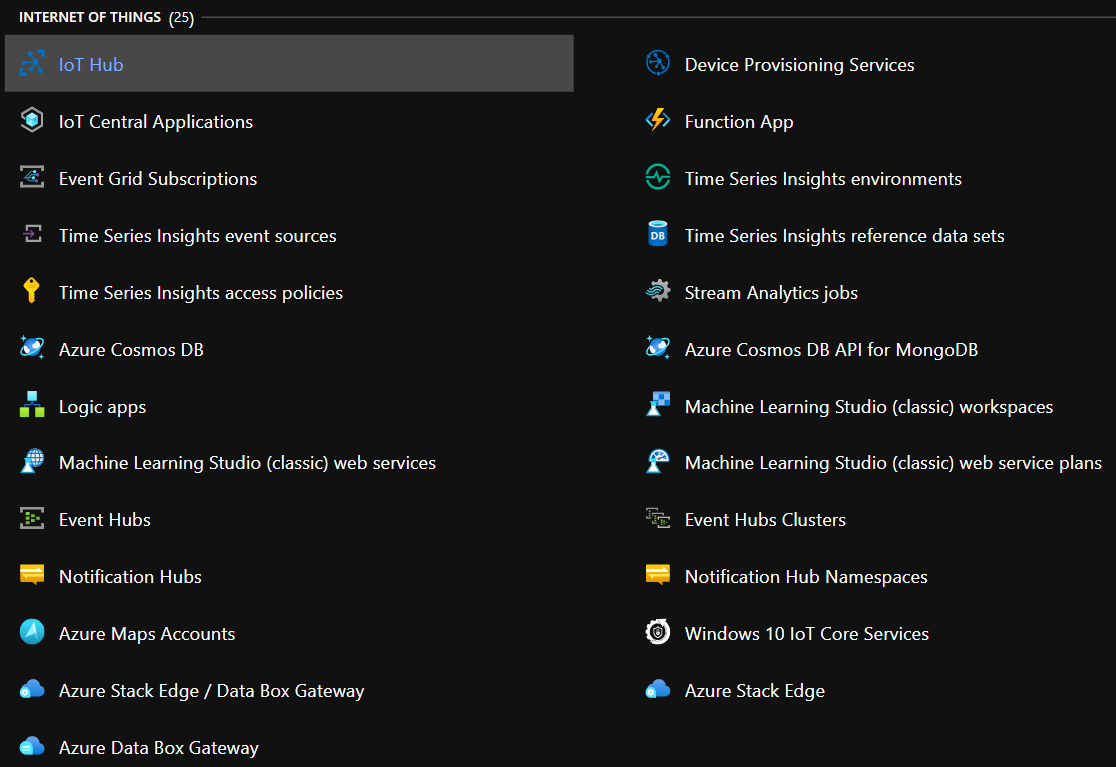 INTERNET OF THINGS (25)
IoT Hub
Device Provisioning Services
IoT Central Applications
Function App
Event Grid Subscriptions
Time Series Insights environments
Time Series Insights event sources
DB
Time Series Insights reference data sets
Time Series Insights access policies
Stream Analytics jobs
Azure Cosmos DB
Azure Cosmos DB API for MongoDB
Logic apps
Machine Learning Studio (classic) workspaces
Machine Learning Studio (classic) web services
Machine Learning Studio (classic) web service plans
Event Hubs
Event Hubs Clusters
Notification Hubs
Notification Hub Namespaces
Azure Maps Accounts
Windows 10 IoT Core Services
Azure Stack Edge / Data Box Gateway
Azure Stack Edge
Azure Data Box Gateway